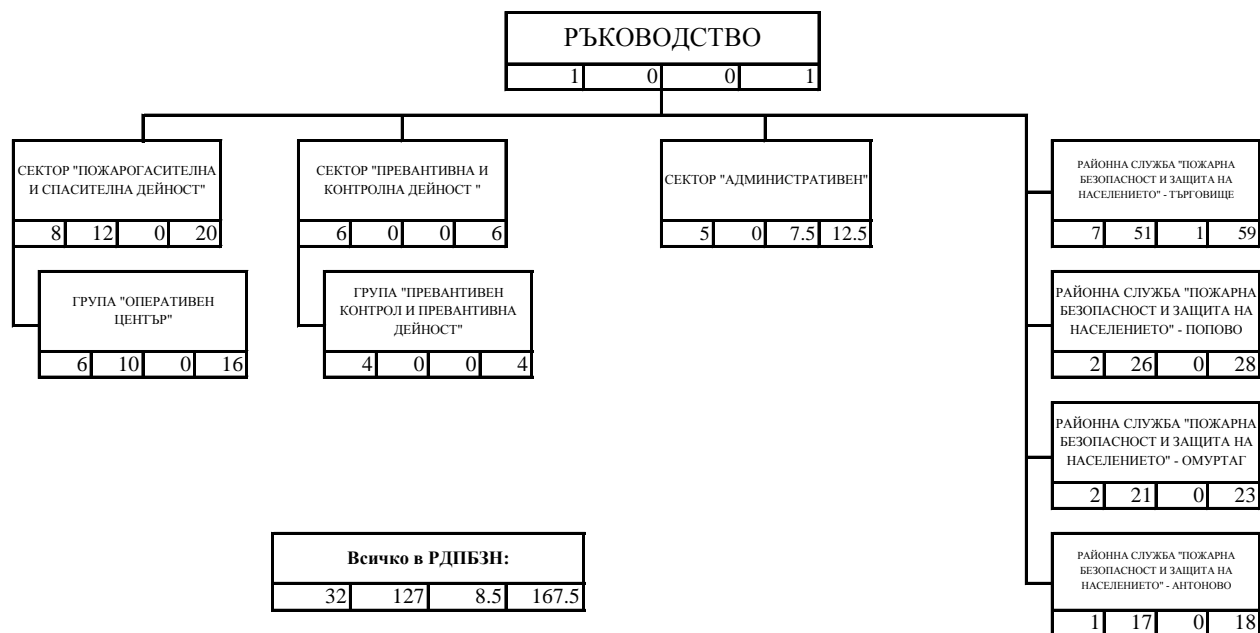 РЪКОВОДСТВО
1 0 0 1
СЕКТОР "ПОЖАРОГАСИТЕЛНА
И СПАСИТЕЛНА ДЕЙНОСТ"
8 12 0 20
ГРУПА "ОПЕРАТИВЕН
ЦЕНТЪР"
6 10 0 16
СЕКТОР "ПРЕВАНТИВНА И
КОНТРОЛНА ДЕЙНОСТ "
6 0 0 6
ГРУПА "ПРЕВАНТИВЕН
КОНТРОЛ И ПРЕВАНТИВНА
ДЕЙНОСТ"
4 0 0 4
СЕКТОР "АДМИНИСТРАТИВЕН"
5 0 7.5 12.5
РАЙОННА СЛУЖБА "ПОЖАРНА
БЕЗОПАСНОСТ И ЗАЩИТА НА
НАСЕЛЕНИЕТО" - ТЪРГОВИЩЕ
7 51 1 59
РАЙОННА СЛУЖБА "ПОЖАРНА
БЕЗОПАСНОСТ И ЗАЩИТА НА
НАСЕЛЕНИЕТО" - ПОПОВО
2 26 0 28
РАЙОННА СЛУЖБА "ПОЖАРНА
БЕЗОПАСНОСТ И ЗАЩИТА НА
НАСЕЛЕНИЕТО" - ОМУРТАГ
2 21 0 23
РАЙОННА СЛУЖБА "ПОЖАРНА
БЕЗОПАСНОСТ И ЗАЩИТА НА
НАСЕЛЕНИЕТО" - АНТОНОВО
1 17 0 18
Всичко в РДПБЗН:
32 127 8.5 167.5